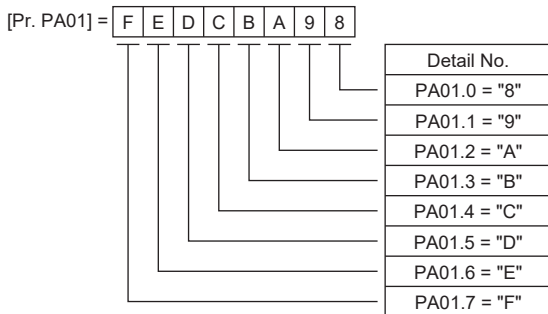 [Pr. PA01] = F E D C B A 9 8
Detail No.
PA01.0 = "8"
PA01.1 = "9"
PA01.2 = "A"
PA01.3 = "B"
PA01.4 = "C"
PA01.5 = "D"
PA01.6 = "E"
PA01.7 = "F"